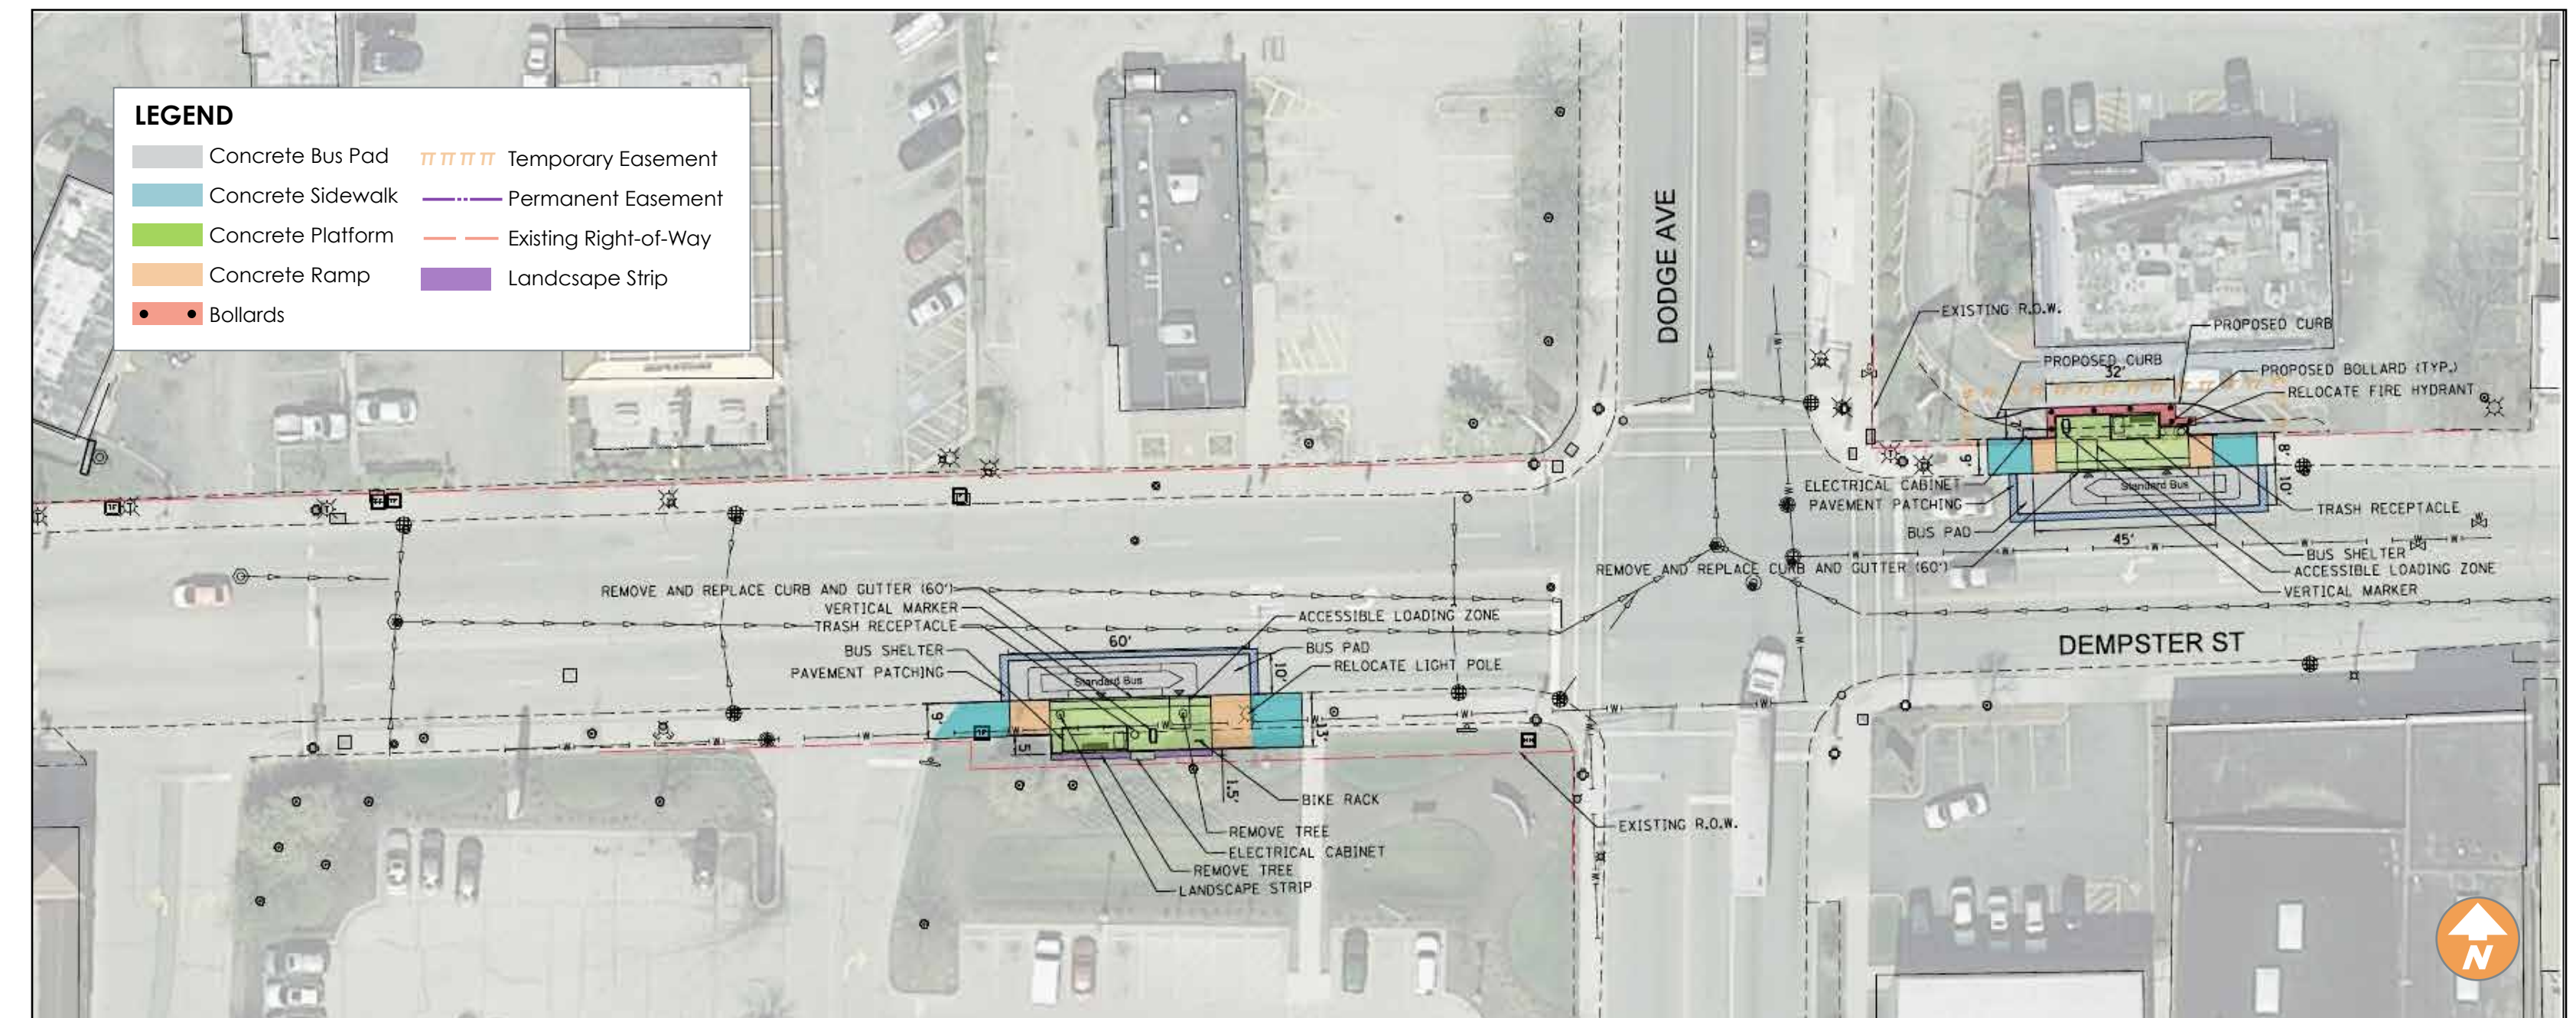 LEGEND
Concrete Bus Pad
Concrete Sidewalk
Concrete Platform
Concrete Ramp
Bollards
Temporary Easement
Permanent Easement
Existing Right-of-Way
Landcsape Strip
DODGE AVE
EXISTING R.O.W.
PROPOSED CURB
PROPOSED CURB
32'
PROPOSED BOLLARD (TYP.)
RELOCATE FIRE HYDRANT
9'
8'
10'
ELECTRICAL CABINET
PAVEMENT PATCHING
BUS PAD
Standard Bus
TRASH RECEPTACLE
45'
BUS SHELTER
ACCESSIBLE LOADING ZONE
VERTICAL MARKER
REMOVE AND REPLACE CURB AND GUTTER (60')
DEMPSTER ST
REMOVE AND REPLACE CURB AND GUTTER (60')
VERTICAL MARKER
TRASH RECEPTACLE
BUS SHELTER
PAVEMENT PATCHING
60'
ACCESSIBLE LOADING ZONE
BUS PAD
RELOCATE LIGHT POLE
10'
Standard Bus
9'
5'
13'
1.5'
BIKE RACK
REMOVE TREE
ELECTRICAL CABINET
REMOVE TREE
LANDSCAPE STRIP
EXISTING R.O.W.
N